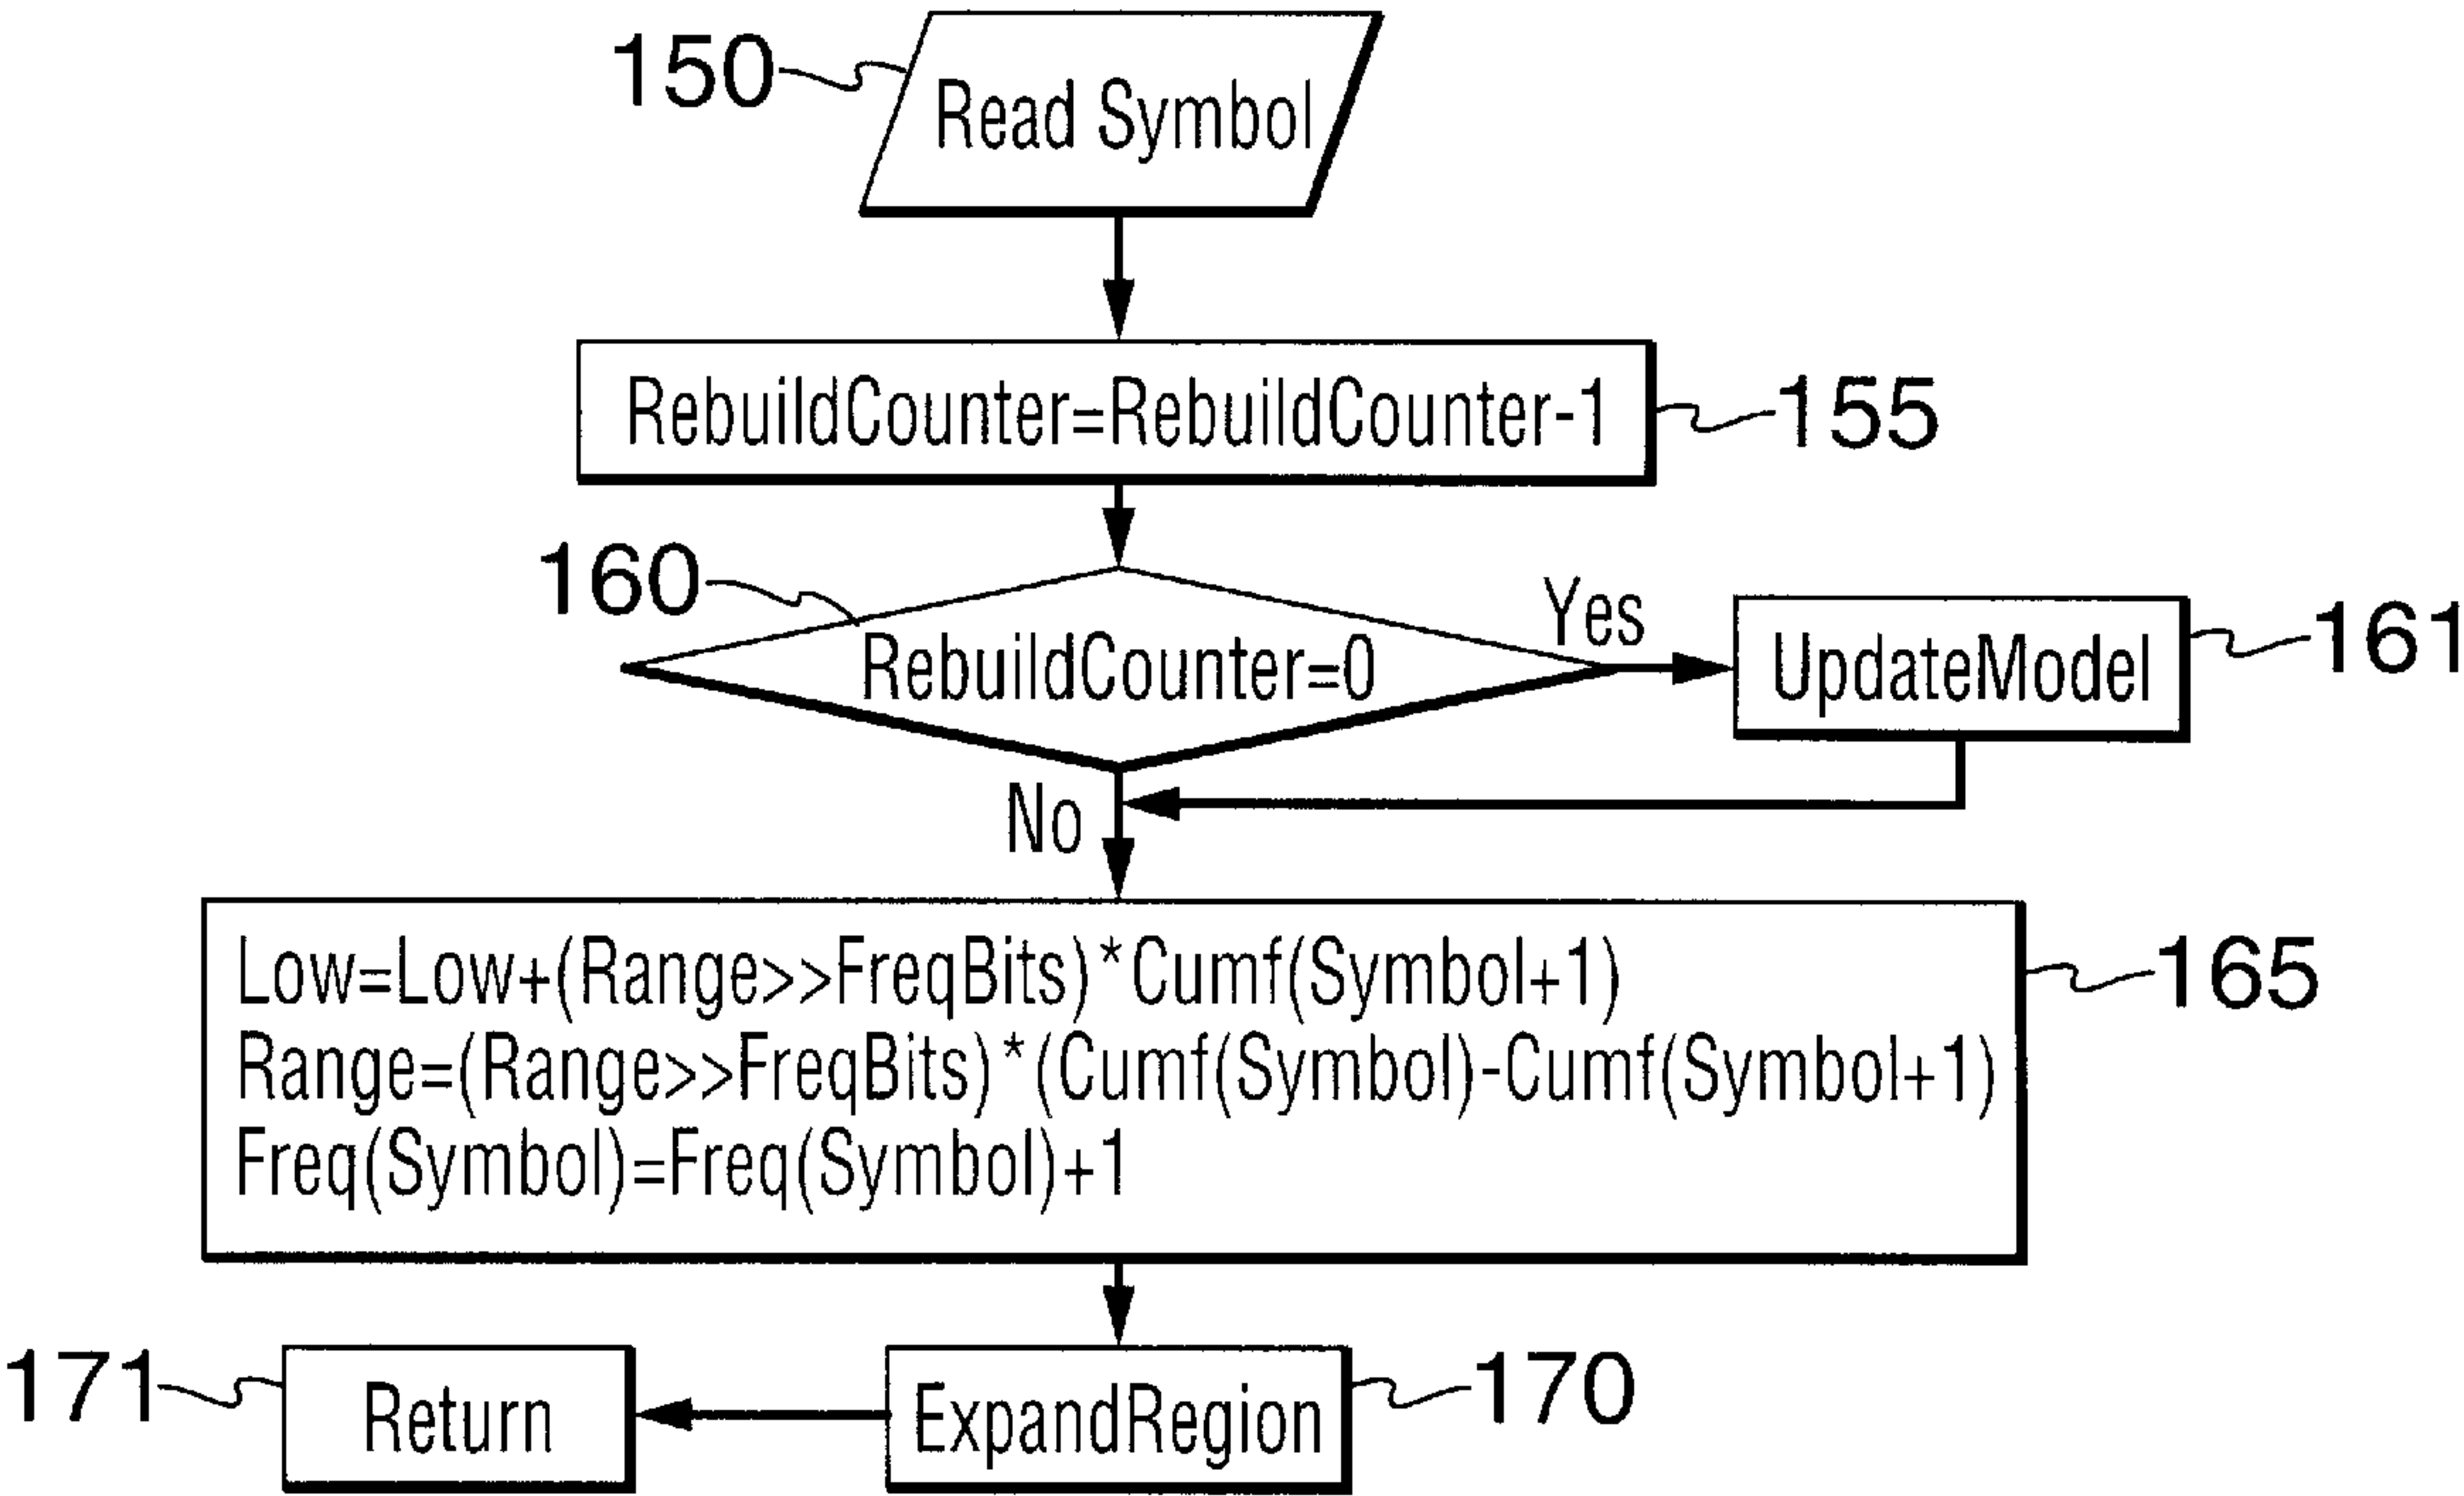 150
Read Symbol
RebuildCounter=RebuildCounter-1
155
160
RebuildCounter=0
Yes
UpdateModel
161
No
Low=Low+(Range>>FreqBits)*Cumf(Symbol+1)
Range=(Range>>FreqBits)*(Cumf(Symbol)-Cumf(Symbol+1)
Freq(Symbol)=Freq(Symbol)+1
165
171
Return
ExpandRegion
170